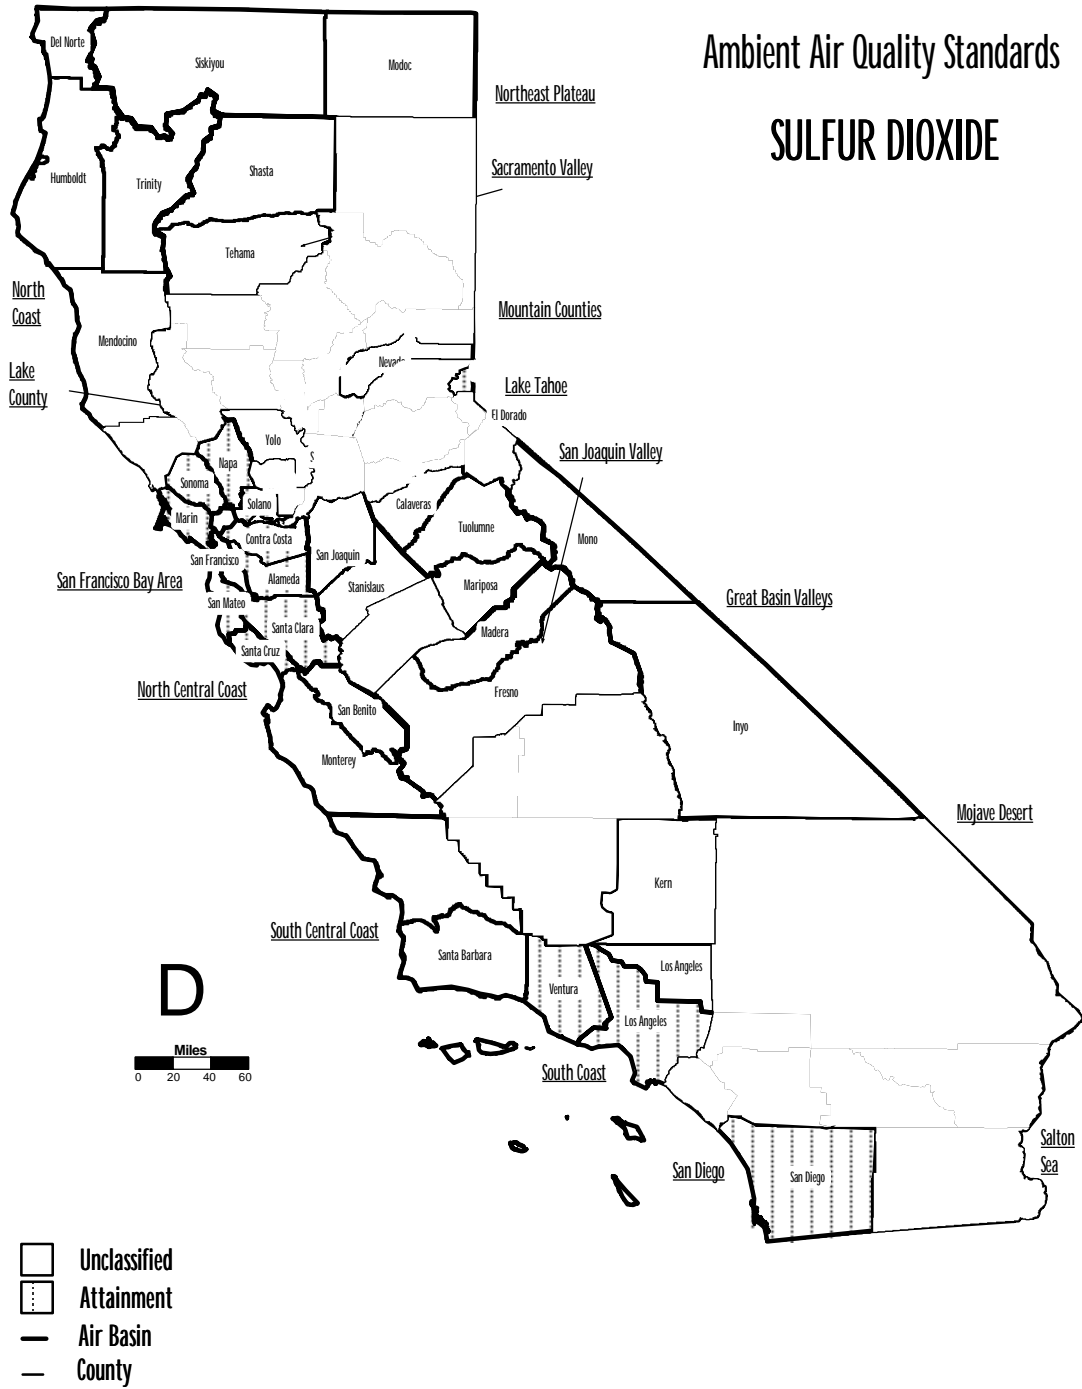 Ambient Air Quality Standards
SULFUR DIOXIDE
Del Norte
Siskiyou
Modoc
Northeast Plateau
Sacramento Valley
Shasta
Humboldt
Trinity
Tehama
North
Coast
Mountain Counties
Mendocino
Nevada
Lake
County
Lake Tahoe
El Dorado
Yolo
San Joaquin Valley
S
Napa
Sonoma
Solano
Calaveras
Marin
Tuolumne
Contra Costa
Mono
San Francisco
San Joaquin
San Francisco Bay Area
Alameda
Stanislaus
Mariposa
Great Basin Valleys
San Mateo
Santa Clara
Madera
Santa Cruz
North Central Coast
Fresno
San Benito
Inyo
Monterey
Mojave Desert
Kern
South Central Coast
Santa Barbara
Los Angeles
D
Ventura
Los Angeles
Miles
0 20 40 60
South Coast
Salton
Sea
San Diego
San Diego
Unclassified
Attainment
Air Basin
County